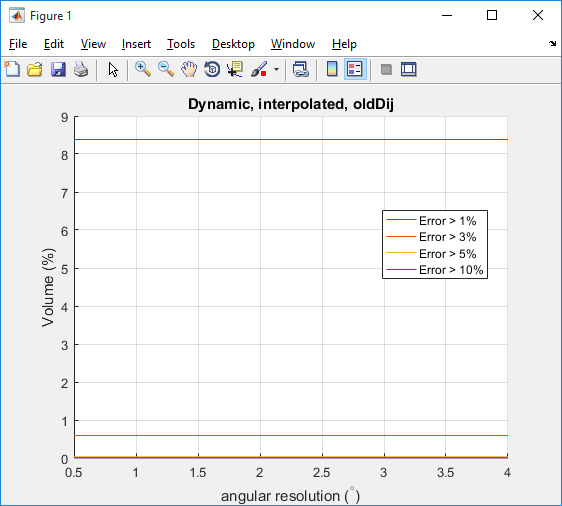 Figure 1
File Edit View Insert Tools Desktop Window Help
Dynamic, interpolated, oldDij
9
8
7
6
5
4
3
2
1
0
Volume (%)
Error > 1%
Error > 3%
Error > 5%
Error > 10%
0.5 1 1.5 2 2.5 3 3.5 4
angular resolution (°)